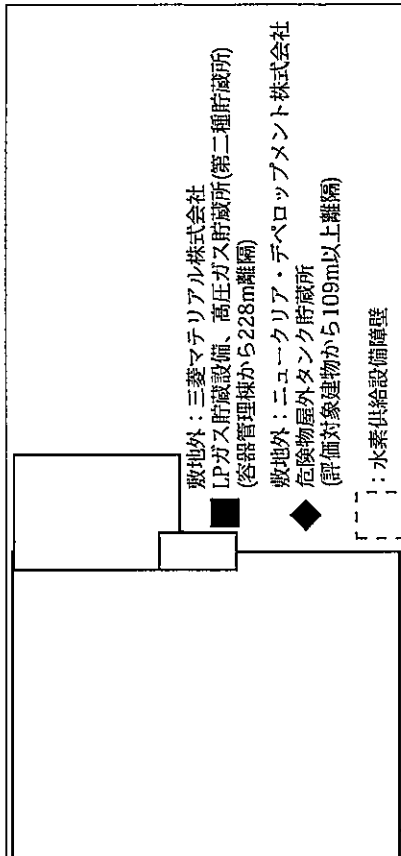 敷地外：三菱マテリアル株式会社
LPガス貯蔵設備、高圧ガス貯蔵所(第二種貯蔵所)
(容器管理棟から228m離隔)
敷地外：ニュークリア・デベロップメント株式会社
危険物屋外タンク貯蔵所
(評価対象建物から109m以上離隔)
：水素供給設備障壁